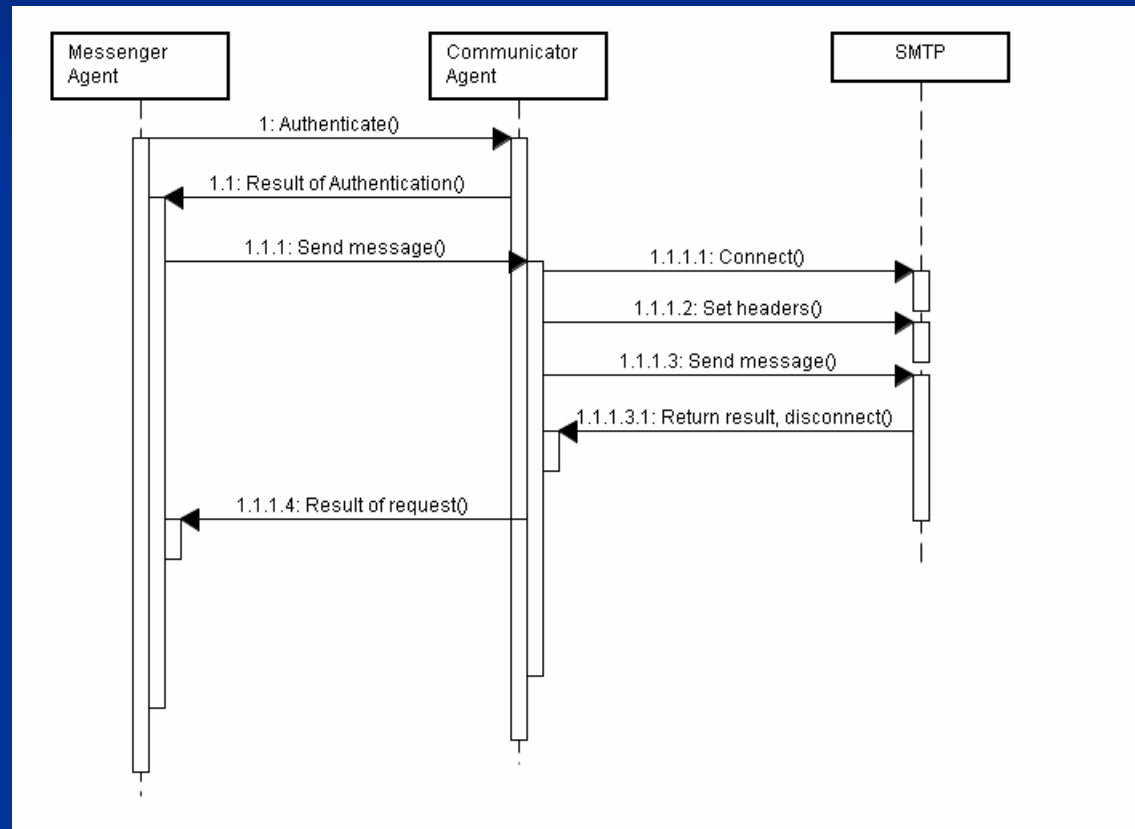 Messenger
Agent
Communicator
Agent
SMTP
1: Authenticate()
1.1: Result of Authentication()
1.1.1: Send message()
1.1.1.1: Connect()
1.1.1.2: Set headers()
1.1.1.3: Send message()
1.1.1.3.1: Return result, disconnect()
1.1.1.4: Result of request()